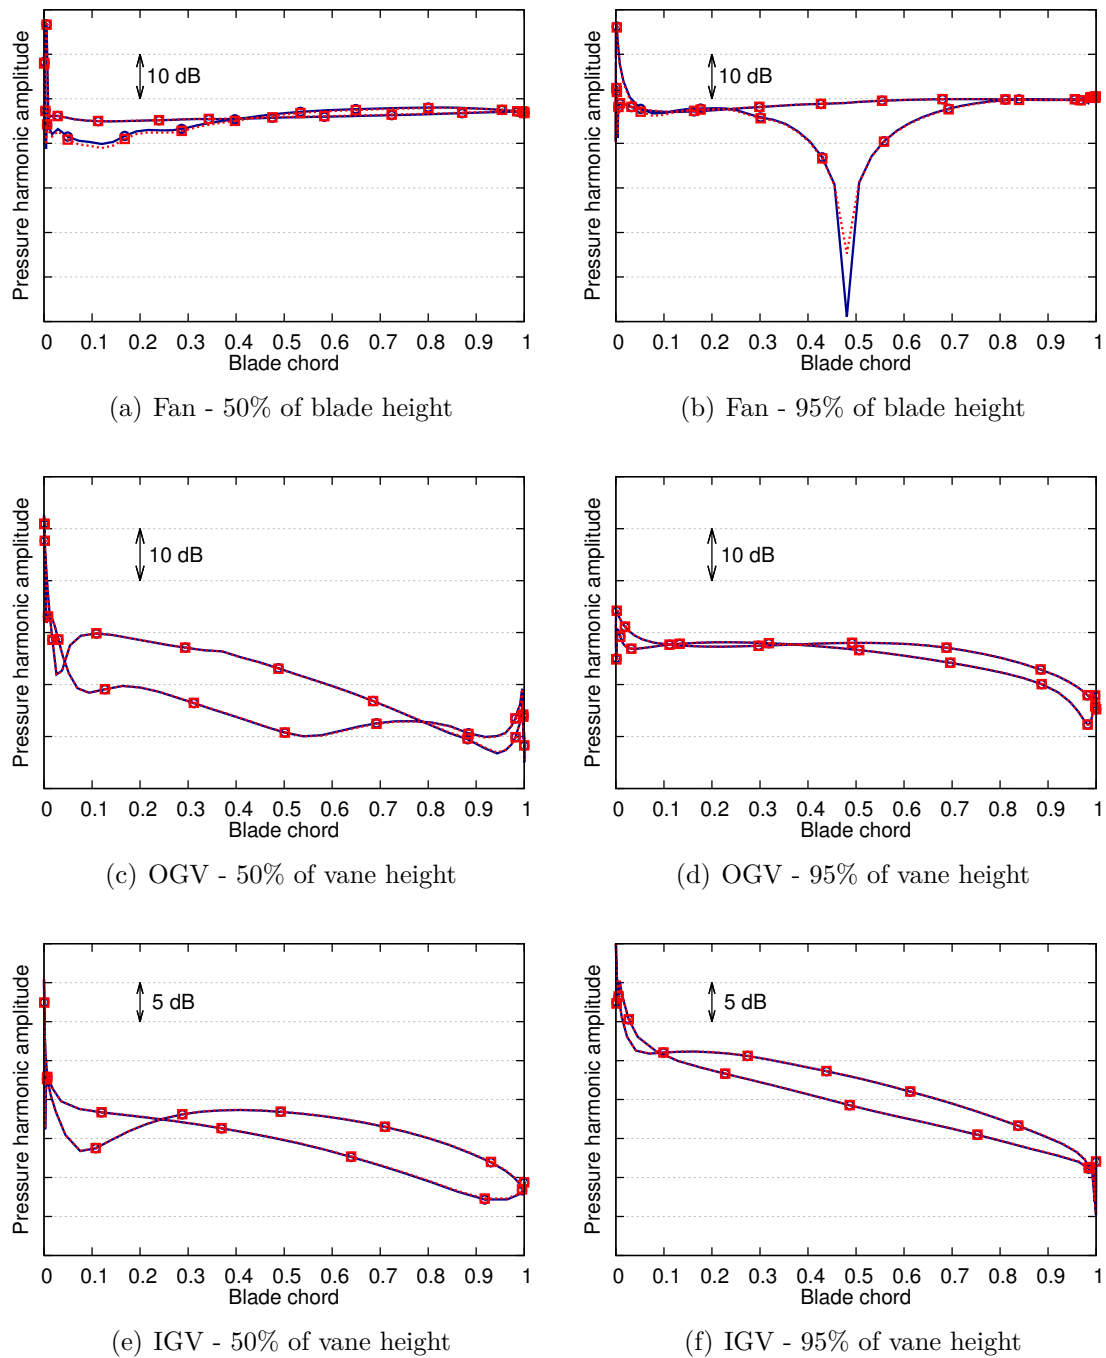 Pressure harmonic amplitude
10 dB
0 0.1 0.2 0.3 0.4 0.5 0.6 0.7 0.8 0.9 1
Blade chord
(a) Fan - 50% of blade height
Pressure harmonic amplitude
10 dB
0 0.1 0.2 0.3 0.4 0.5 0.6 0.7 0.8 0.9 1
Blade chord
(b) Fan - 95% of blade height
Pressure harmonic amplitude
10 dB
0 0.1 0.2 0.3 0.4 0.5 0.6 0.7 0.8 0.9 1
Blade chord
(c) OGV - 50% of vane height
Pressure harmonic amplitude
10 dB
0 0.1 0.2 0.3 0.4 0.5 0.6 0.7 0.8 0.9 1
Blade chord
(d) OGV - 95% of vane height
Pressure harmonic amplitude
5 dB
0 0.1 0.2 0.3 0.4 0.5 0.6 0.7 0.8 0.9 1
Blade chord
(e) IGV - 50% of vane height
Pressure harmonic amplitude
5 dB
0 0.1 0.2 0.3 0.4 0.5 0.6 0.7 0.8 0.9 1
Blade chord
(f) IGV - 95% of vane height